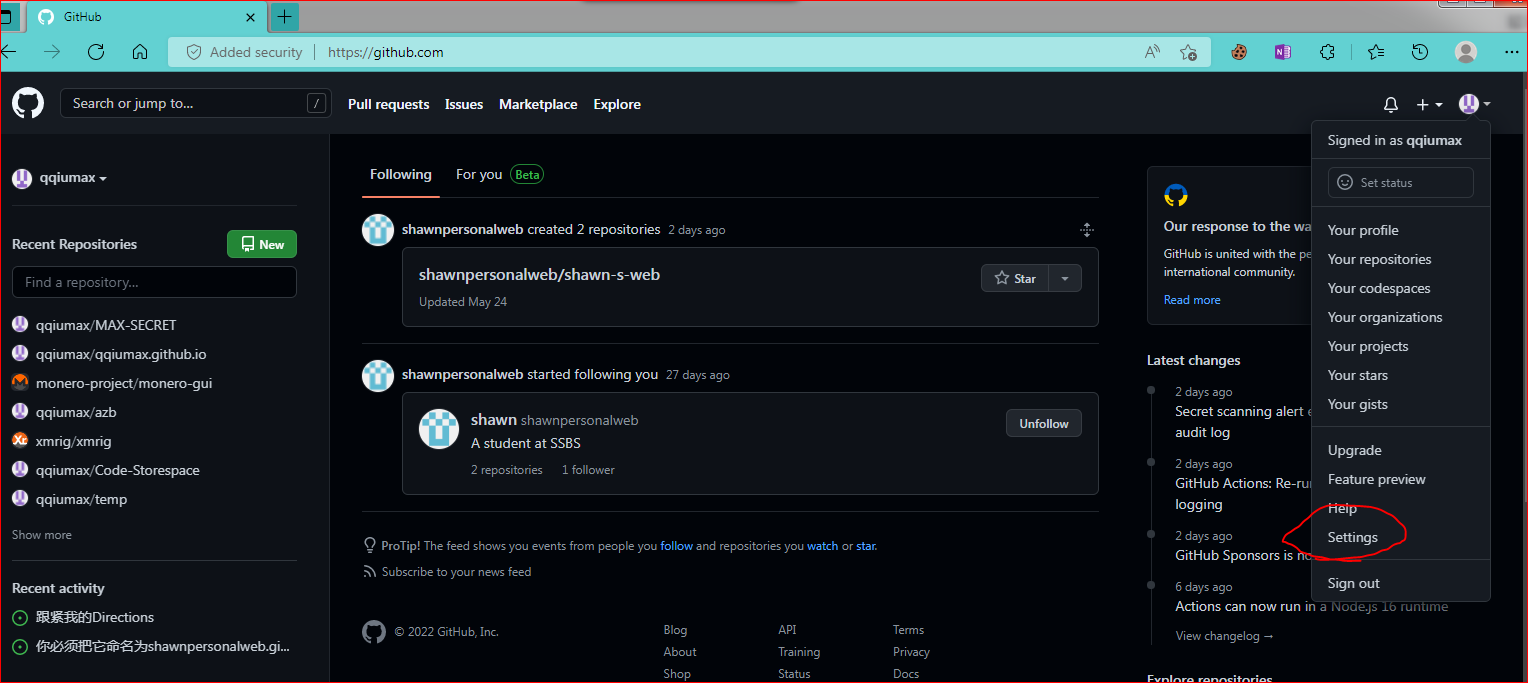 GitHub
Added security
https://github.com
Search or jump to...
/
Pull requests
Issues
Marketplace
Explore
Signed in as qqiumax
Set status
Your profile
Your repositories
Your codespaces
Your organizations
Your projects
Your stars
Your gists
Upgrade
Feature preview
Help
Settings
Sign out
qqiumax
Recent Repositories
New
Find a repository...
qqiumax/MAX-SECRET
qqiumax/qqiumax.github.io
monero-project/monero-gui
qqiumax/azb
xmrig/xmrig
qqiumax/Code-Storespace
qqiumax/temp
Show more
Recent activity
跟紧我的Directions
你必须把它命名为shawnpersonalweb.gi...
Following
For you
Beta
shawnpersonalweb created 2 repositories 2 days ago
shawnpersonalweb/shawn-s-web
Star
Updated May 24
shawnpersonalweb started following you 27 days ago
shawn shawnpersonalweb
Unfollow
A student at SSBS
2 repositories 1 follower
ProTip! The feed shows you events from people you follow and repositories you watch or star.
Subscribe to your news feed
© 2022 GitHub, Inc.
Blog
About
Shop
API
Training
Status
Terms
Privacy
Docs
Our response to the wa
GitHub is united with the pe
international community.
Read more
Latest changes
2 days ago
Secret scanning alert e
audit log
2 days ago
GitHub Actions: Re-ru
logging
2 days ago
GitHub Sponsors is
6 days ago
Actions can now run in a Node.js 16 runtime
View changelog →
Explore repositories